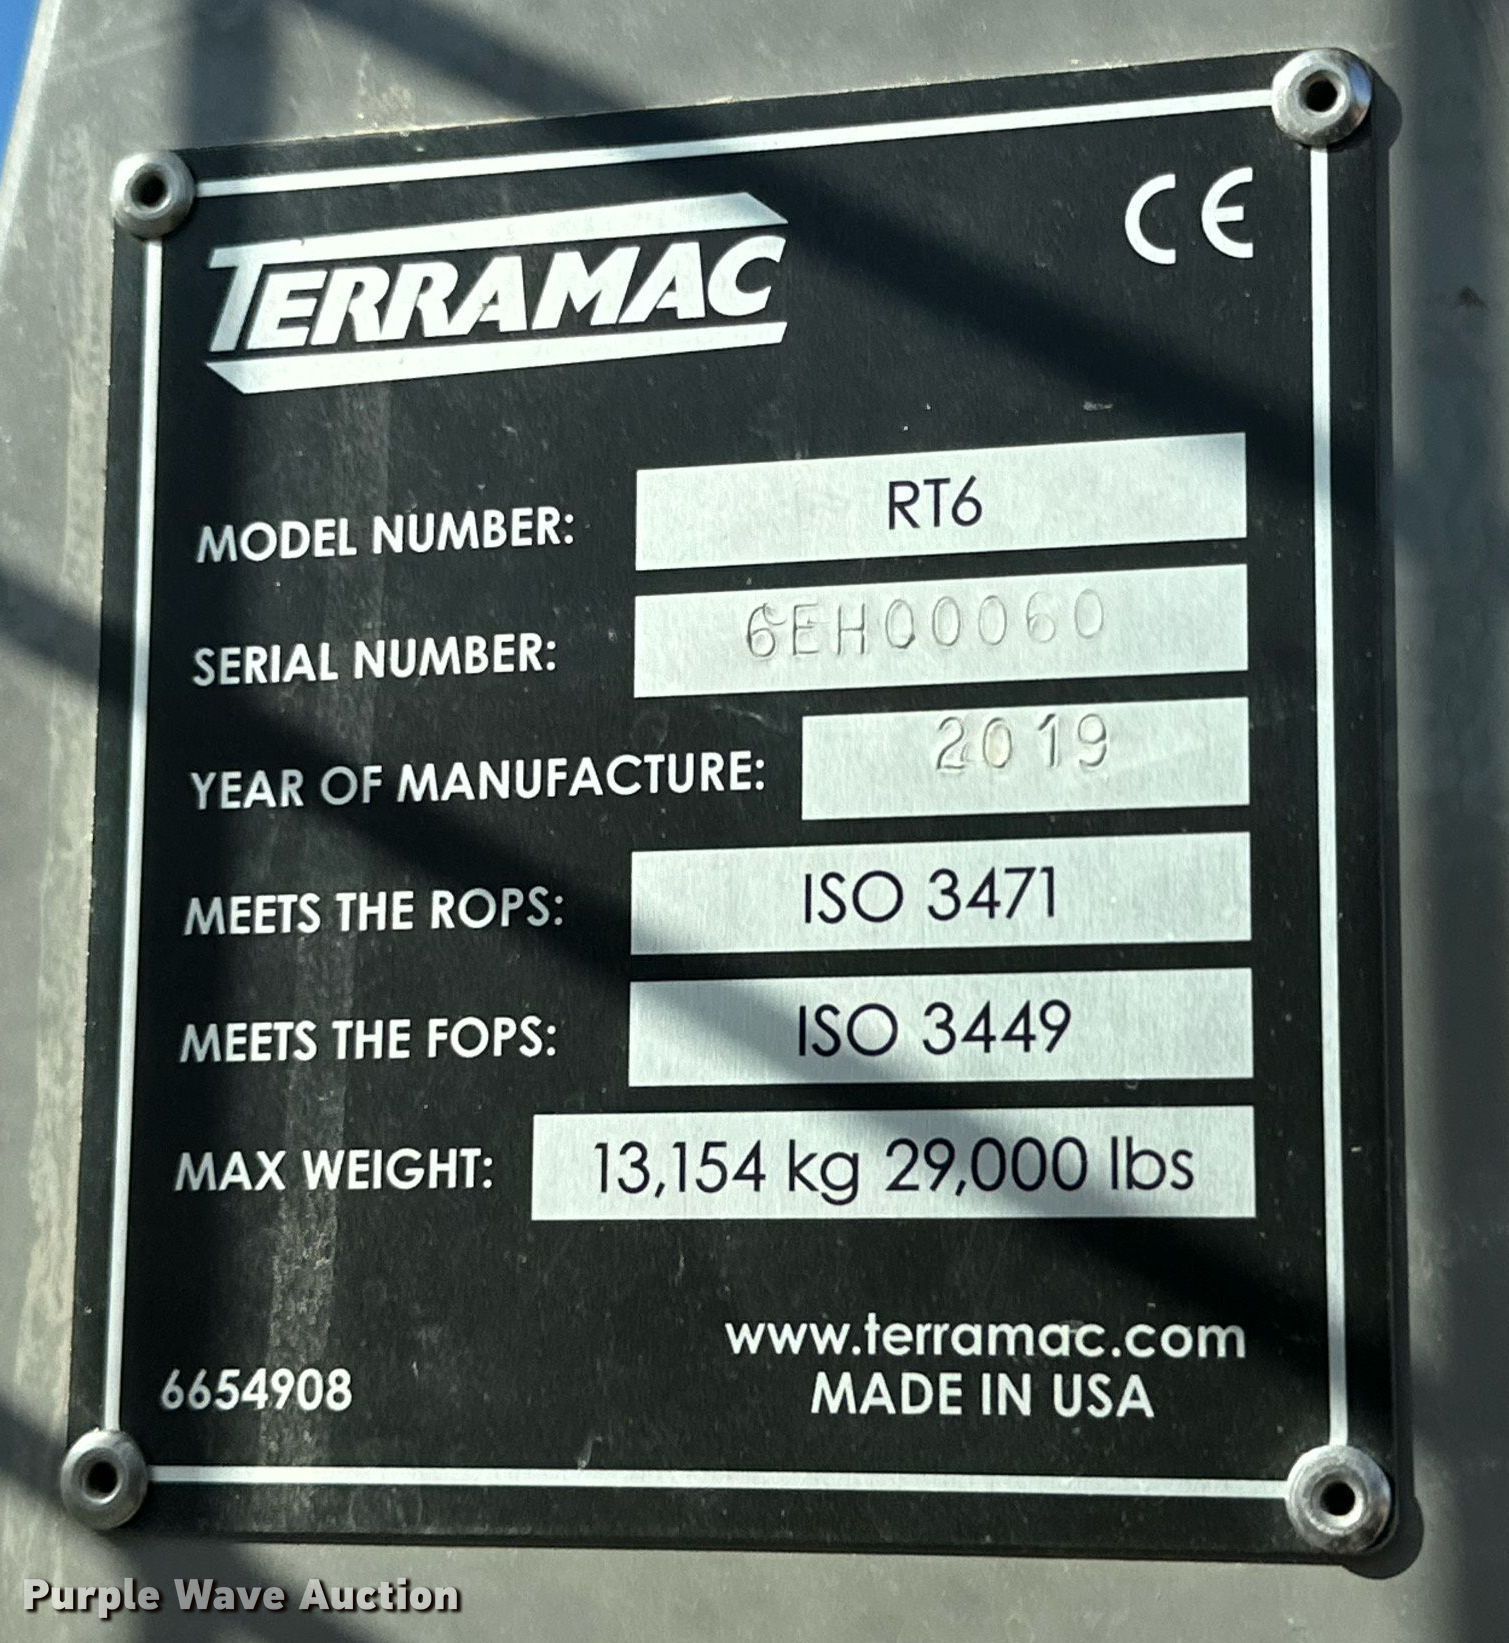 TERRAMAC
CE
MODEL NUMBER: RT6
SERIAL NUMBER: 6EH00060
YEAR OF MANUFACTURE: 2019
MEETS THE ROPS: ISO 3471
MEETS THE FOPS: ISO 3449
MAX WEIGHT: 13,154 kg 29,000 lbs
www.terramac.com
6654908 MADE IN USA
Purple Wave Auction